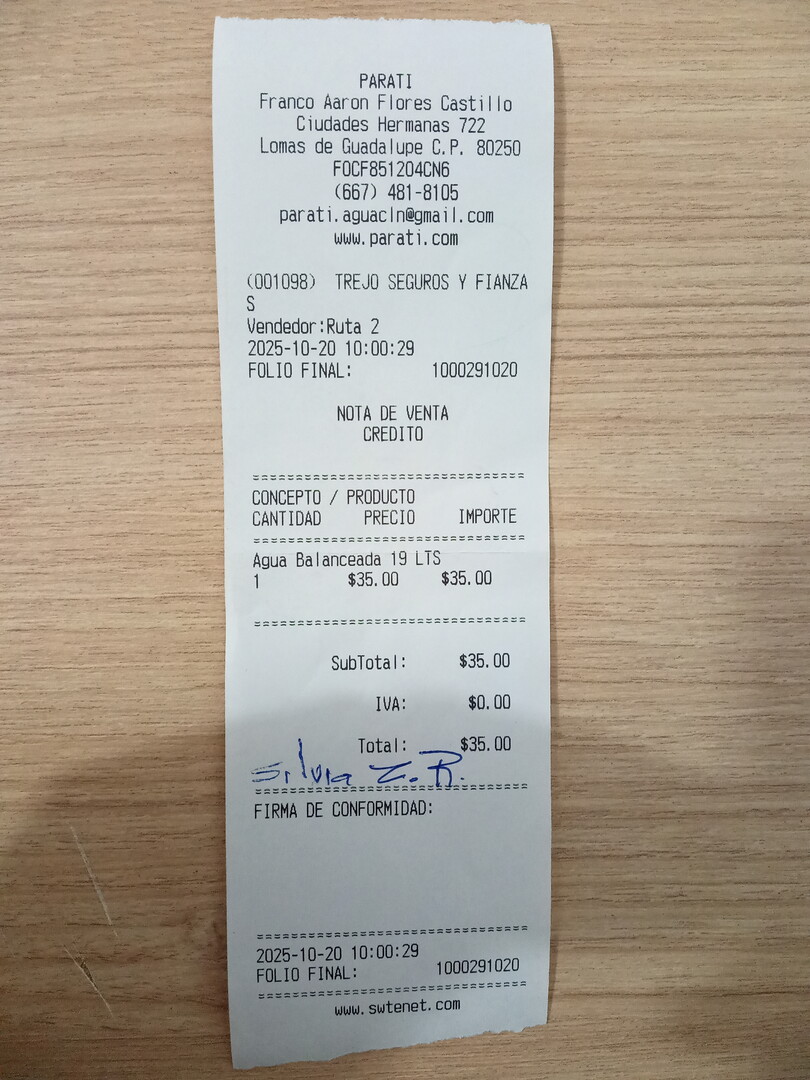 PARATI
Franco Aaron Flores Castillo
Ciudades Hermanas 722
Lomas de Guadalupe C.P. 80250
FOCF851204CN6
(667) 481-8105
parati.aguacln@gmail.com
www.parati.com
(001098) TREJO SEGUROS Y FIANZA
S
Vendedor:Ruta 2
2025-10-20 10:00:29
FOLIO FINAL: 1000291020
NOTA DE VENTA
CREDITO
================================
CONCEPTO / PRODUCTO
CANTIDAD PRECIO IMPORTE
================================
Agua Balanceada 19 LTS
1 $35.00 $35.00
================================
SubTotal: $35.00
IVA: $0.00
Total: $35.00
Silvia Z.R.
================================
FIRMA DE CONFORMIDAD:
================================
2025-10-20 10:00:29
FOLIO FINAL: 1000291020
================================
www.swtenet.com